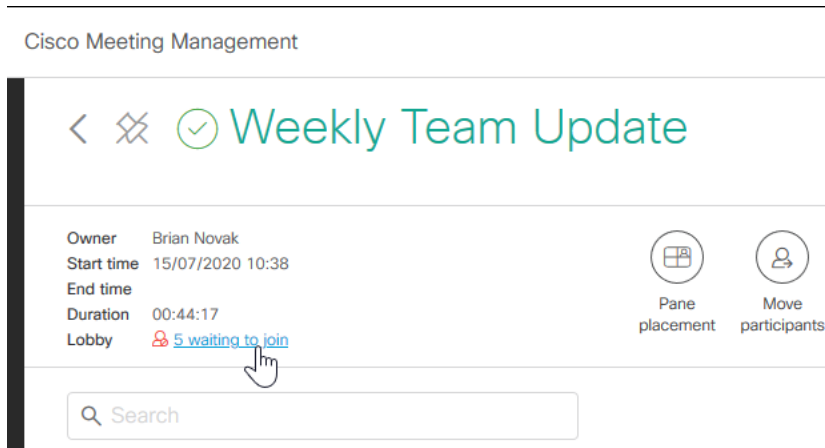 Cisco Meeting Management
Weekly Team Update
Owner Brian Novak
Start time 15/07/2020 10:38
End time
Duration 00:44:17
Lobby 5 waiting to join
Pane placement
Move participants
Search